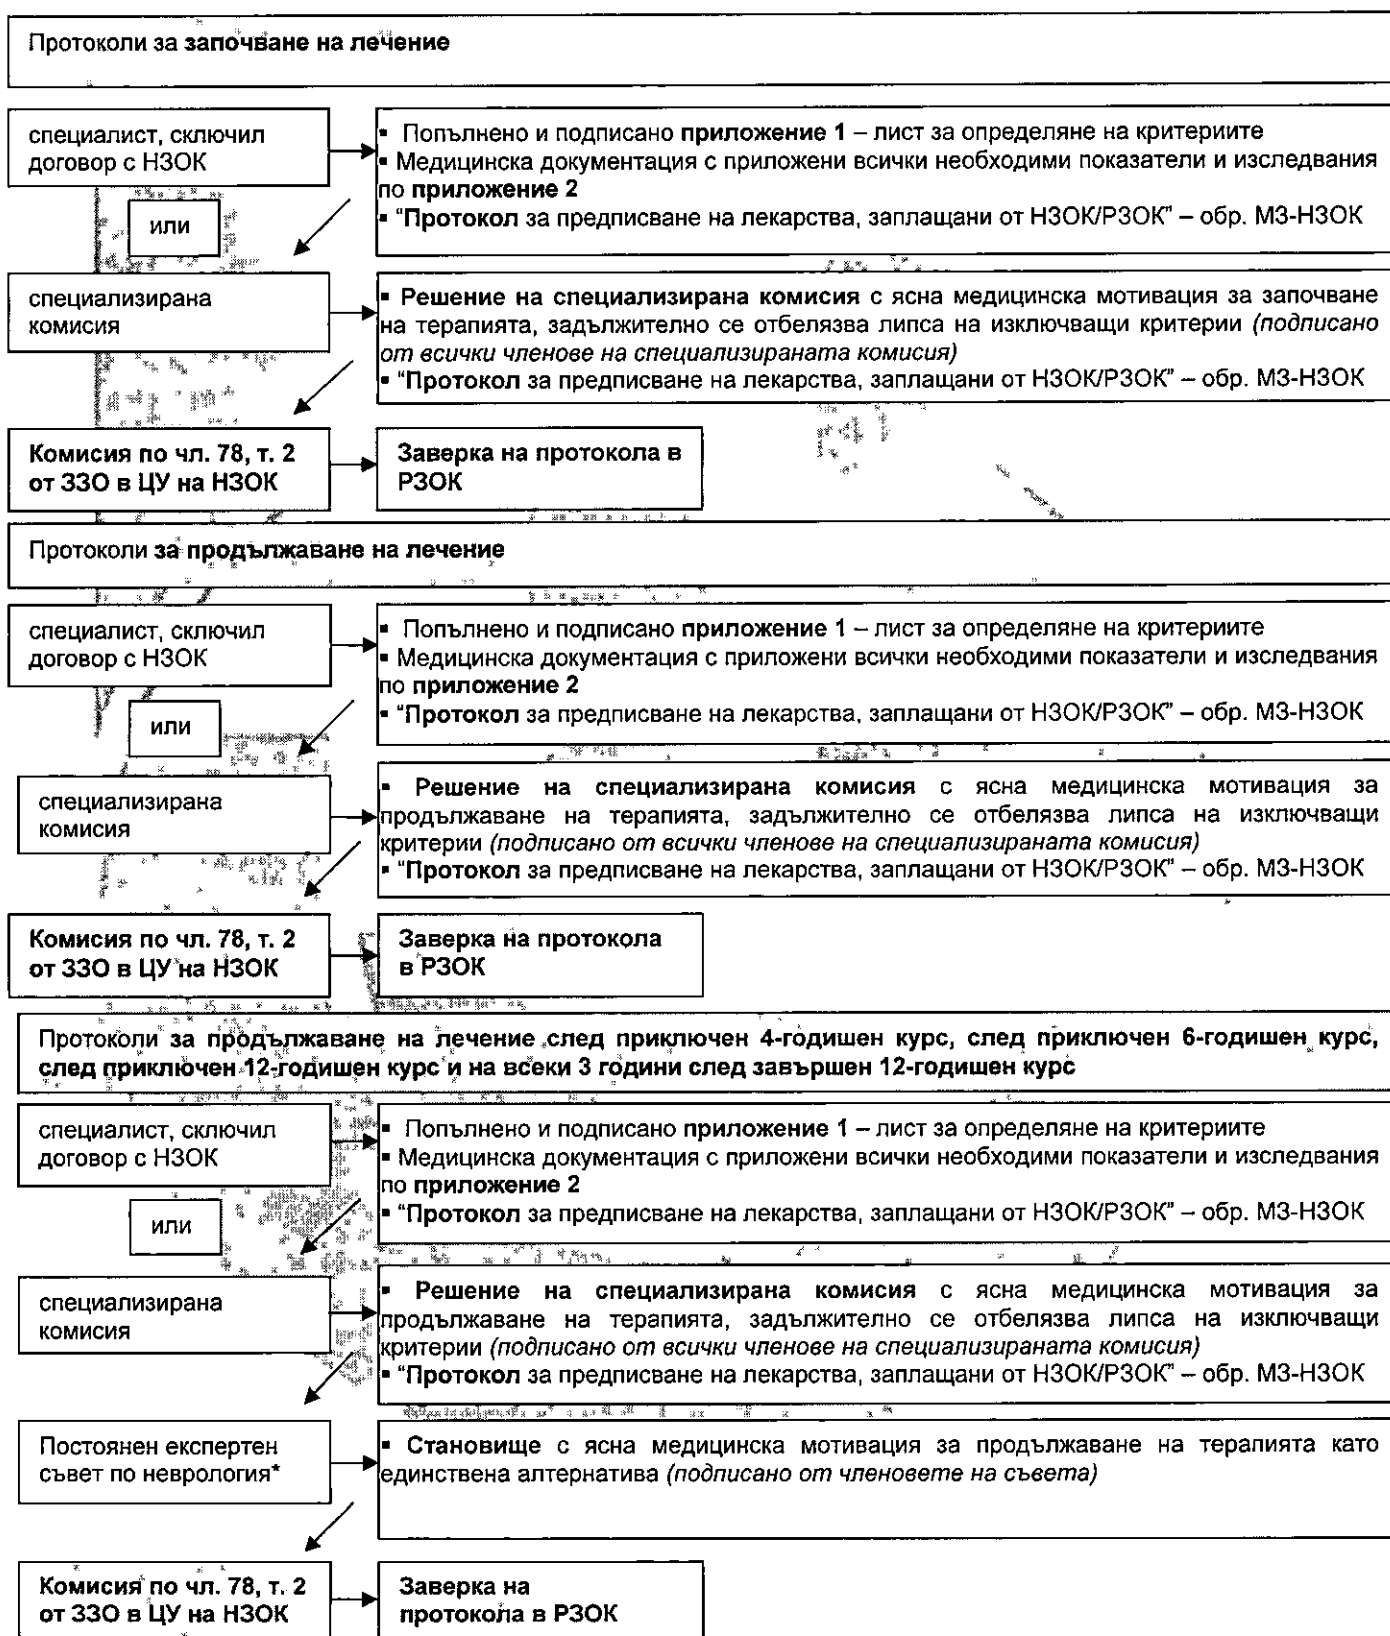 Протоколи за започване на лечение
специалист, сключил
договор с НЗОК
▪ Попълнено и подписано приложение 1 – лист за определяне на критериите
▪ Медицинска документация с приложени всички необходими показатели и изследвания
по приложение 2
▪ "Протокол за предписване на лекарства, заплащани от НЗОК/РЗОК" – обр. МЗ-НЗОК
или
специализирана
комисия
▪ Решение на специализирана комисия с ясна медицинска мотивация за започване
на терапията, задължително се отбелязва липса на изключващи критерии (подписано
от всички членове на специализираната комисия)
▪ "Протокол за предписване на лекарства, заплащани от НЗОК/РЗОК" – обр. МЗ-НЗОК
Комисия по чл. 78, т. 2
от ЗЗО в ЦУ на НЗОК
Заверка на протокола в
РЗОК
Протоколи за продължаване на лечение
специалист, сключил
договор с НЗОК
▪ Попълнено и подписано приложение 1 – лист за определяне на критериите
▪ Медицинска документация с приложени всички необходими показатели и изследвания
по приложение 2
▪ "Протокол за предписване на лекарства, заплащани от НЗОК/РЗОК" – обр. МЗ-НЗОК
или
специализирана
комисия
▪ Решение на специализирана комисия с ясна медицинска мотивация за
продължаване на терапията, задължително се отбелязва липса на изключващи
критерии (подписано от всички членове на специализираната комисия)
▪ "Протокол за предписване на лекарства, заплащани от НЗОК/РЗОК" – обр. МЗ-НЗОК
Комисия по чл. 78, т. 2
от ЗЗО в ЦУ на НЗОК
Заверка на протокола
в РЗОК
Протоколи за продължаване на лечение след приключен 4-годишен курс, след приключен 6-годишен курс,
след приключен 12-годишен курс и на всеки 3 години след завършен 12-годишен курс
специалист, сключил
договор с НЗОК
▪ Попълнено и подписано приложение 1 – лист за определяне на критериите
▪ Медицинска документация с приложени всички необходими показатели и изследвания
по приложение 2
▪ "Протокол за предписване на лекарства, заплащани от НЗОК/РЗОК" – обр. МЗ-НЗОК
или
специализирана
комисия
▪ Решение на специализирана комисия с ясна медицинска мотивация за
продължаване на терапията, задължително се отбелязва липса на изключващи
критерии (подписано от всички членове на специализираната комисия)
▪ "Протокол за предписване на лекарства, заплащани от НЗОК/РЗОК" – обр. МЗ-НЗОК
Постоянен експертен
съвет по неврология*
▪ Становище с ясна медицинска мотивация за продължаване на терапията като
единствена алтернатива (подписано от членовете на съвета)
Комисия по чл. 78, т. 2
от ЗЗО в ЦУ на НЗОК
Заверка на
протокола в РЗОК